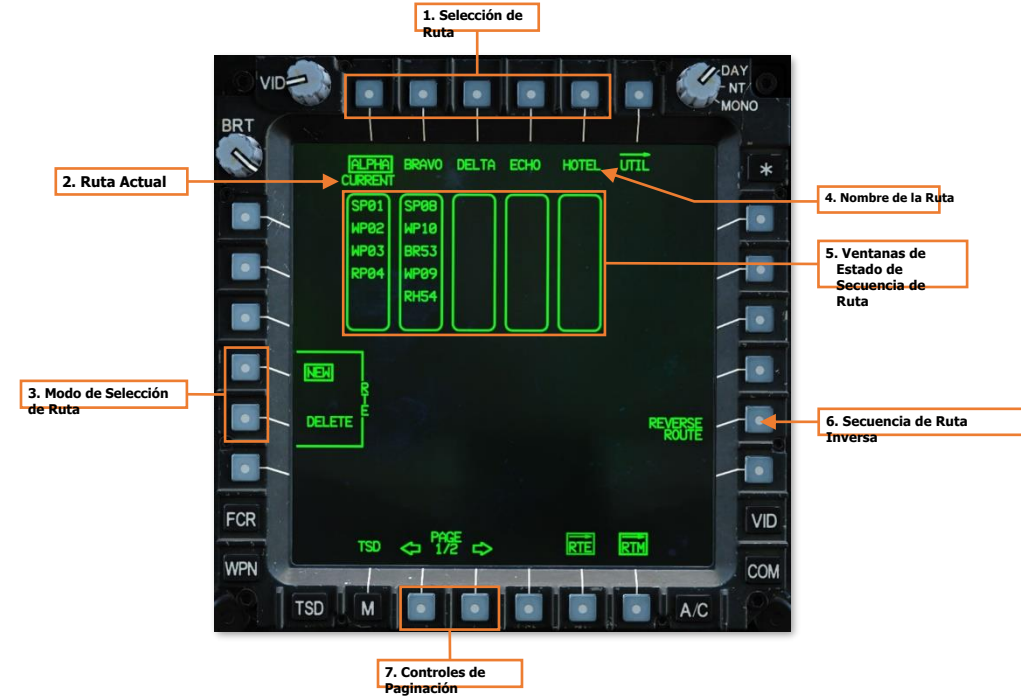 1. Selección de
Ruta
VID
DAY
NT
MONO
BRT
ALPHA BRAVO DELTA ECHO HOTEL UTIL
CURRENT
*
2. Ruta Actual
4. Nombre de la Ruta
SP01 SP08
WP02 WP10
WP03 BR53
RP04 WP09
RH54
5. Ventanas de
Estado de
Secuencia de
Ruta
NEW
RTE
DELETE
3. Modo de Selección
de Ruta
REVERSE
ROUTE
6. Secuencia de Ruta
Inversa
FCR
VID
TSD
PAGE
1/2
RTE RTM
WPN
COM
TSD M A/C
7. Controles de
Paginación